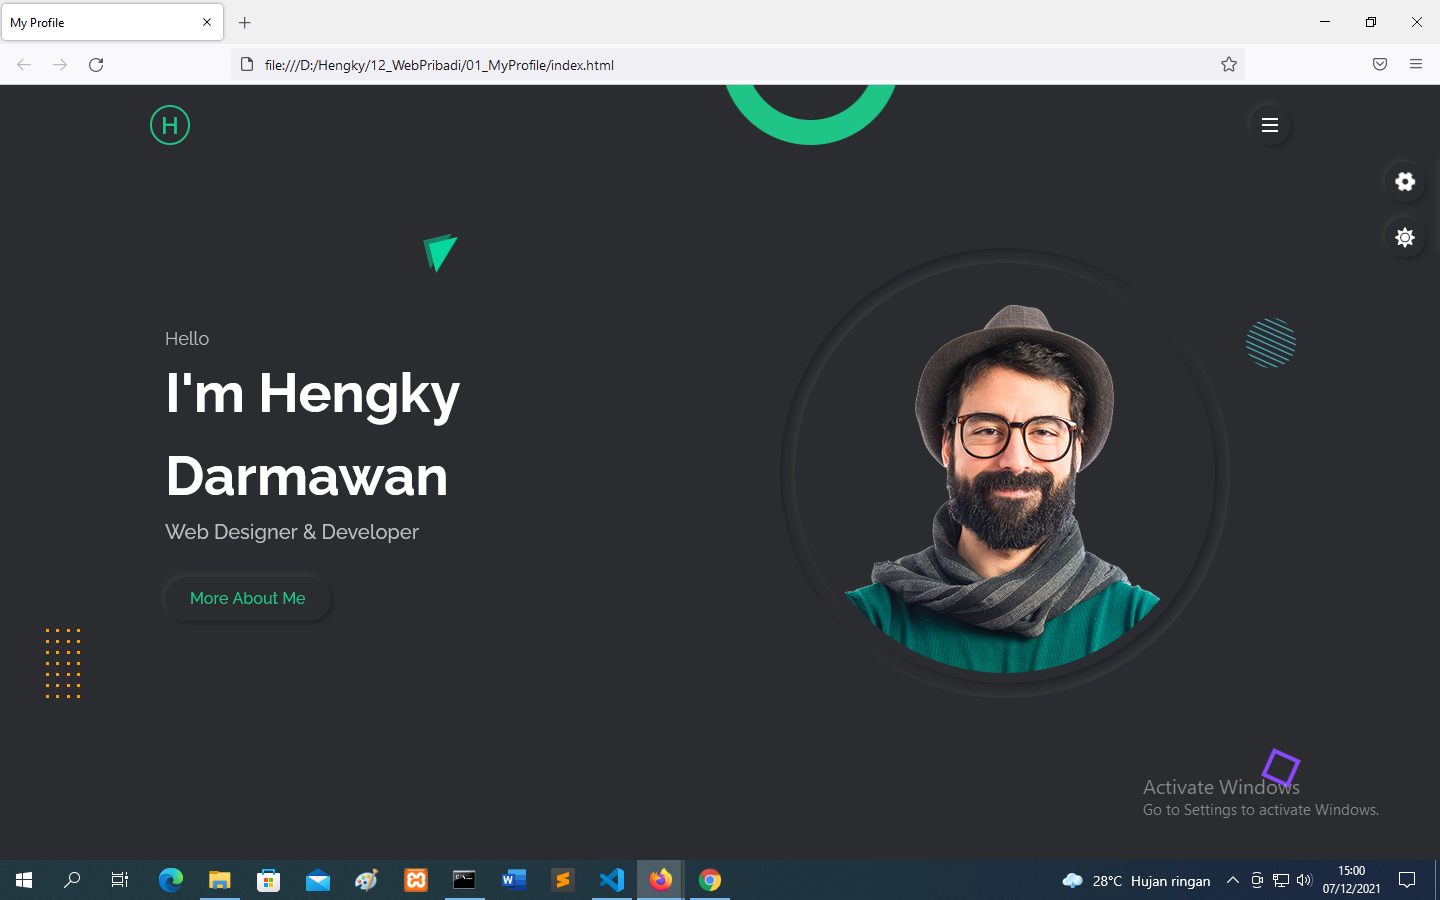 My Profile
file:///D:/Hengky/12_WebPribadi/01_MyProfile/index.html
H
Hello
I'm Hengky
Darmawan
Web Designer & Developer
More About Me
Activate Windows
Go to Settings to activate Windows.
28°C Hujan ringan
15:00
07/12/2021